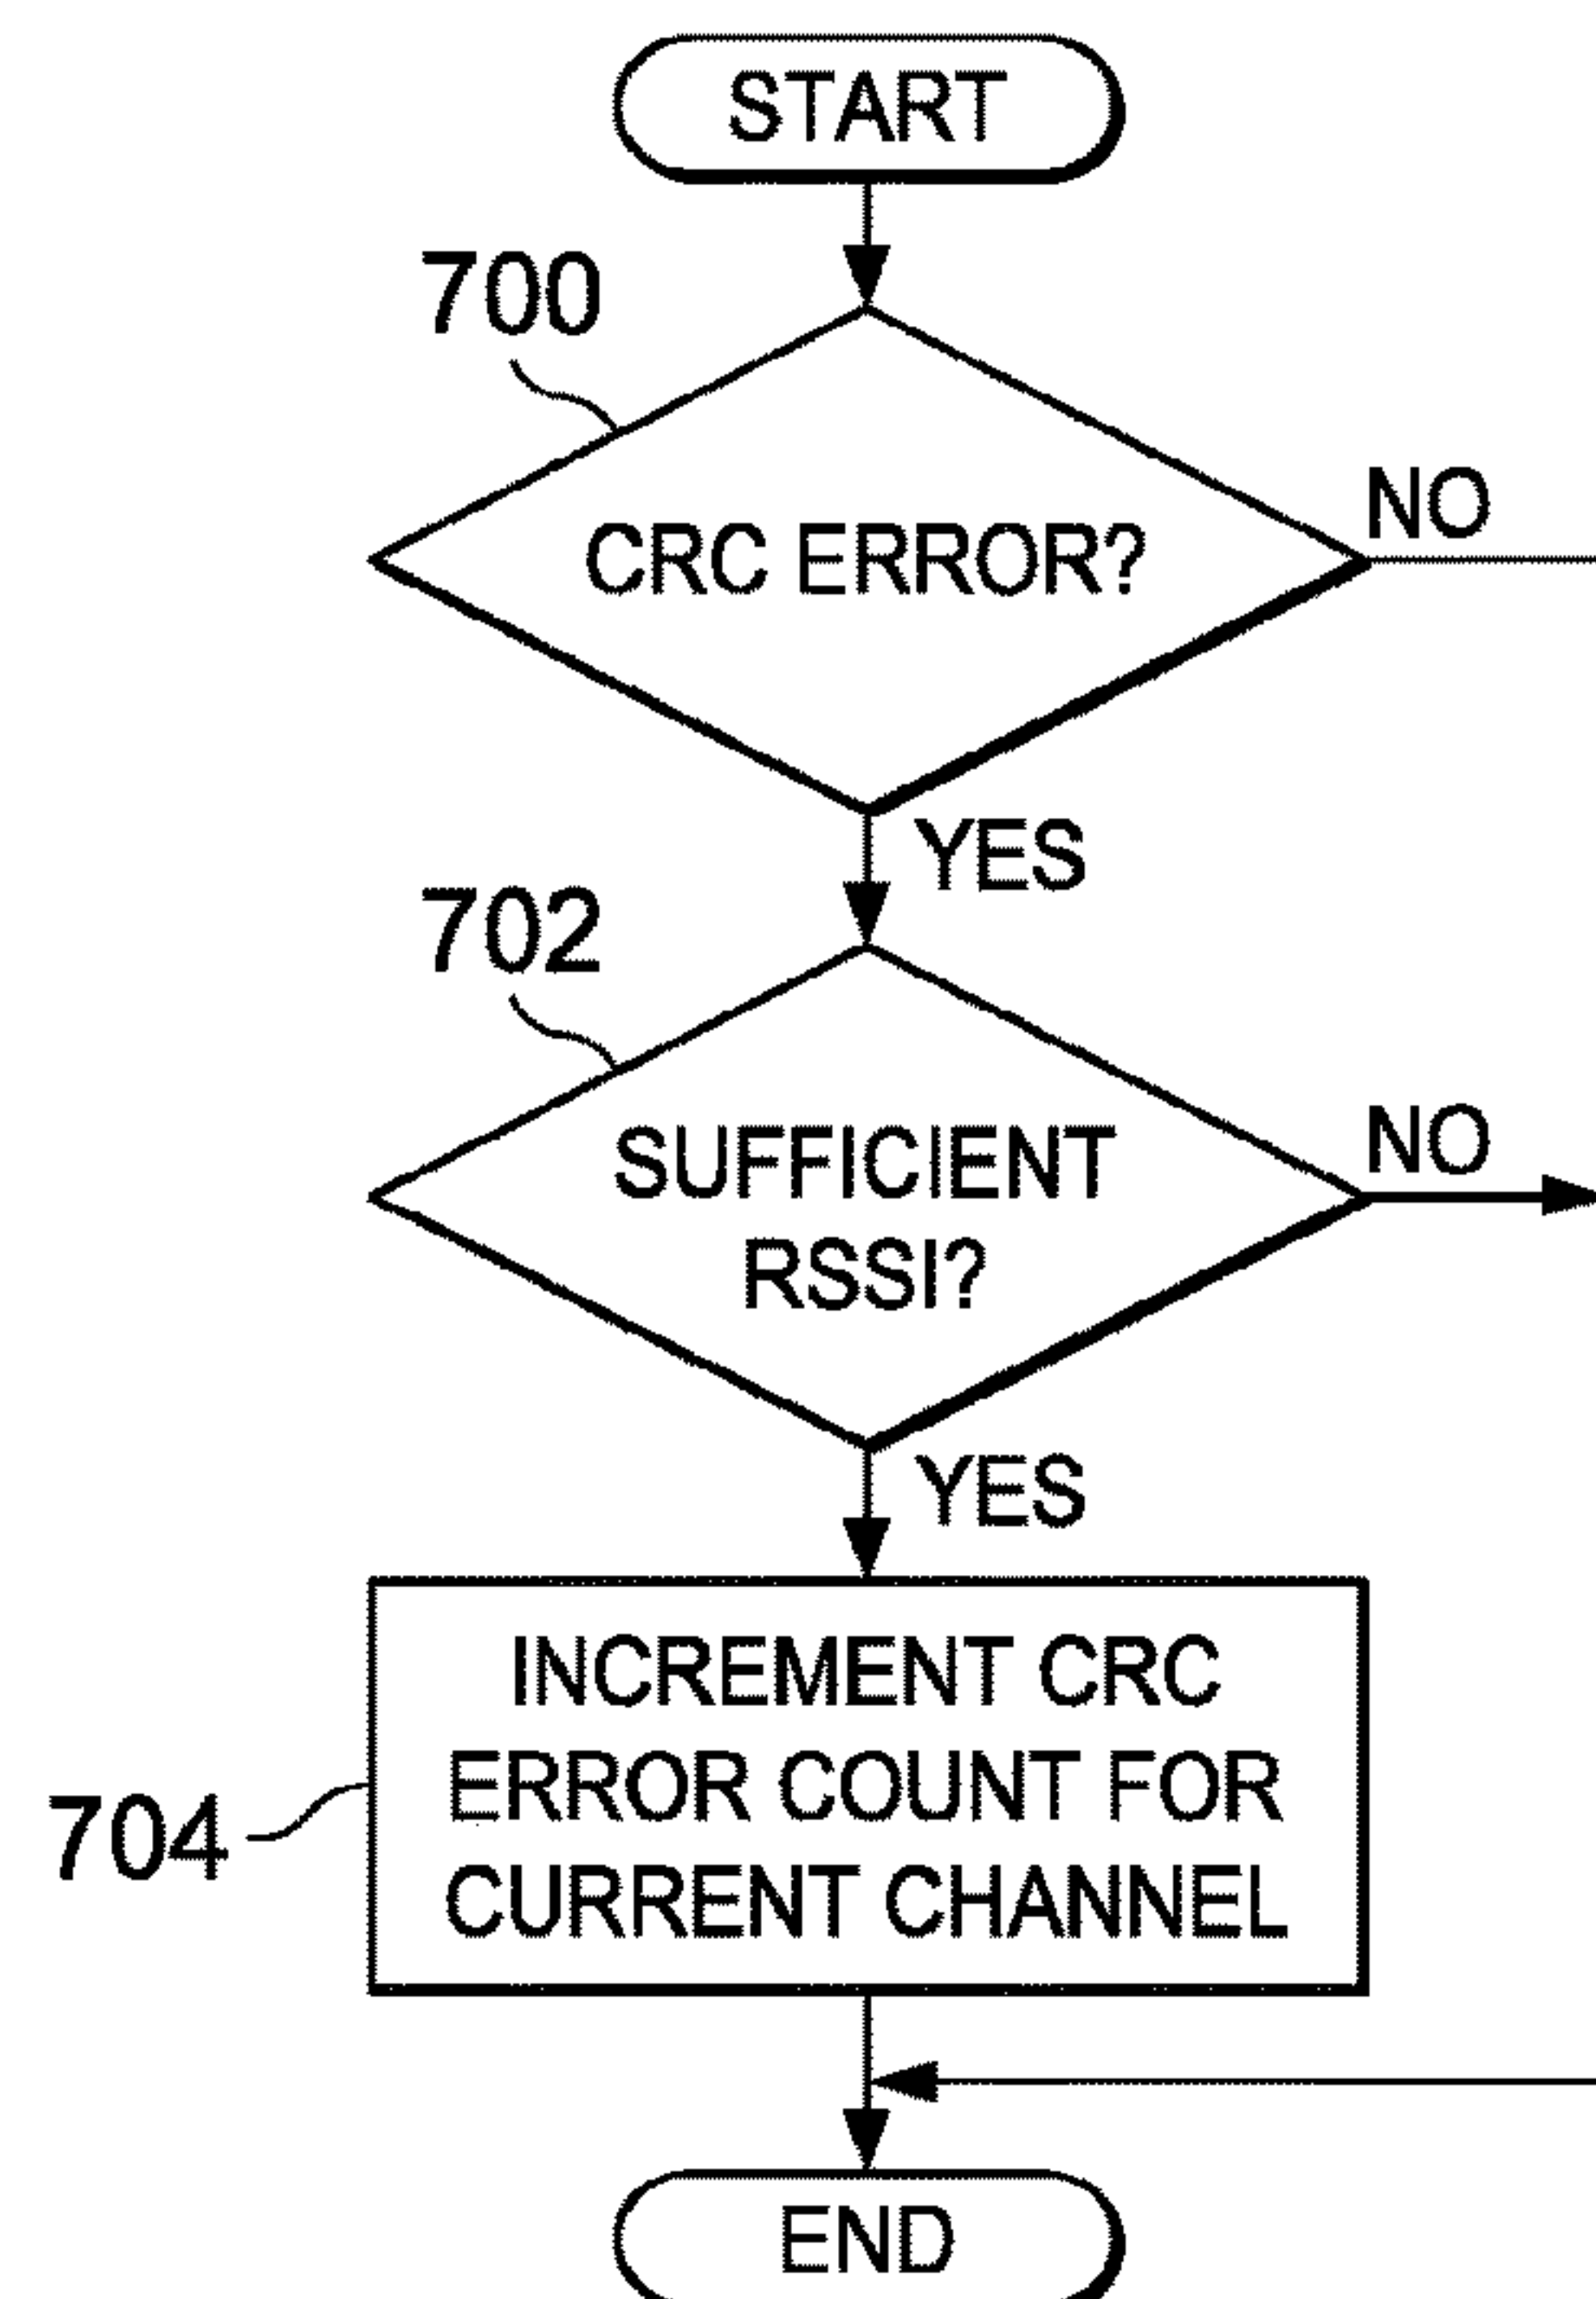 START
700
CRC ERROR?
NO
YES
702
SUFFICIENT
RSSI?
NO
YES
704
INCREMENT CRC
ERROR COUNT FOR
CURRENT CHANNEL
END